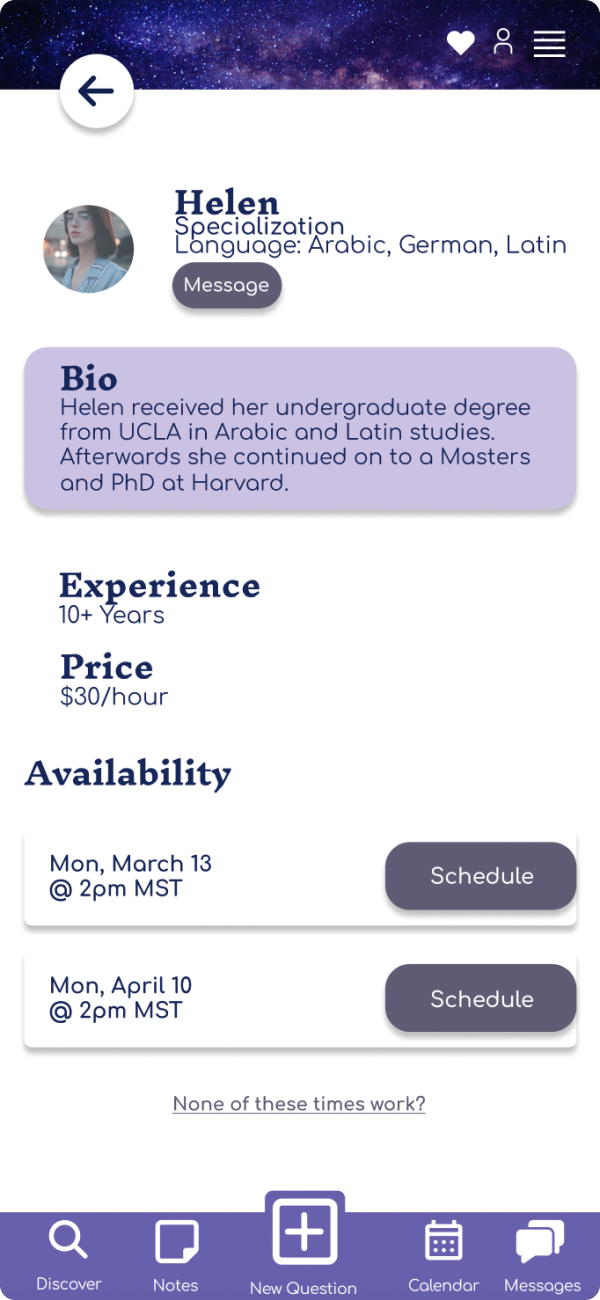 Helen
Specialization
Language: Arabic, German, Latin
Message
Bio
Helen received her undergraduate degree
from UCLA in Arabic and Latin studies.
Afterwards she continued on to a Masters
and PhD at Harvard.
Experience
10+ Years
Price
$30/hour
Availability
Mon, March 13
@ 2pm MST
Schedule
Mon, April 10
@ 2pm MST
Schedule
None of these times work?
Discover
Notes
New Question
Calendar
Messages